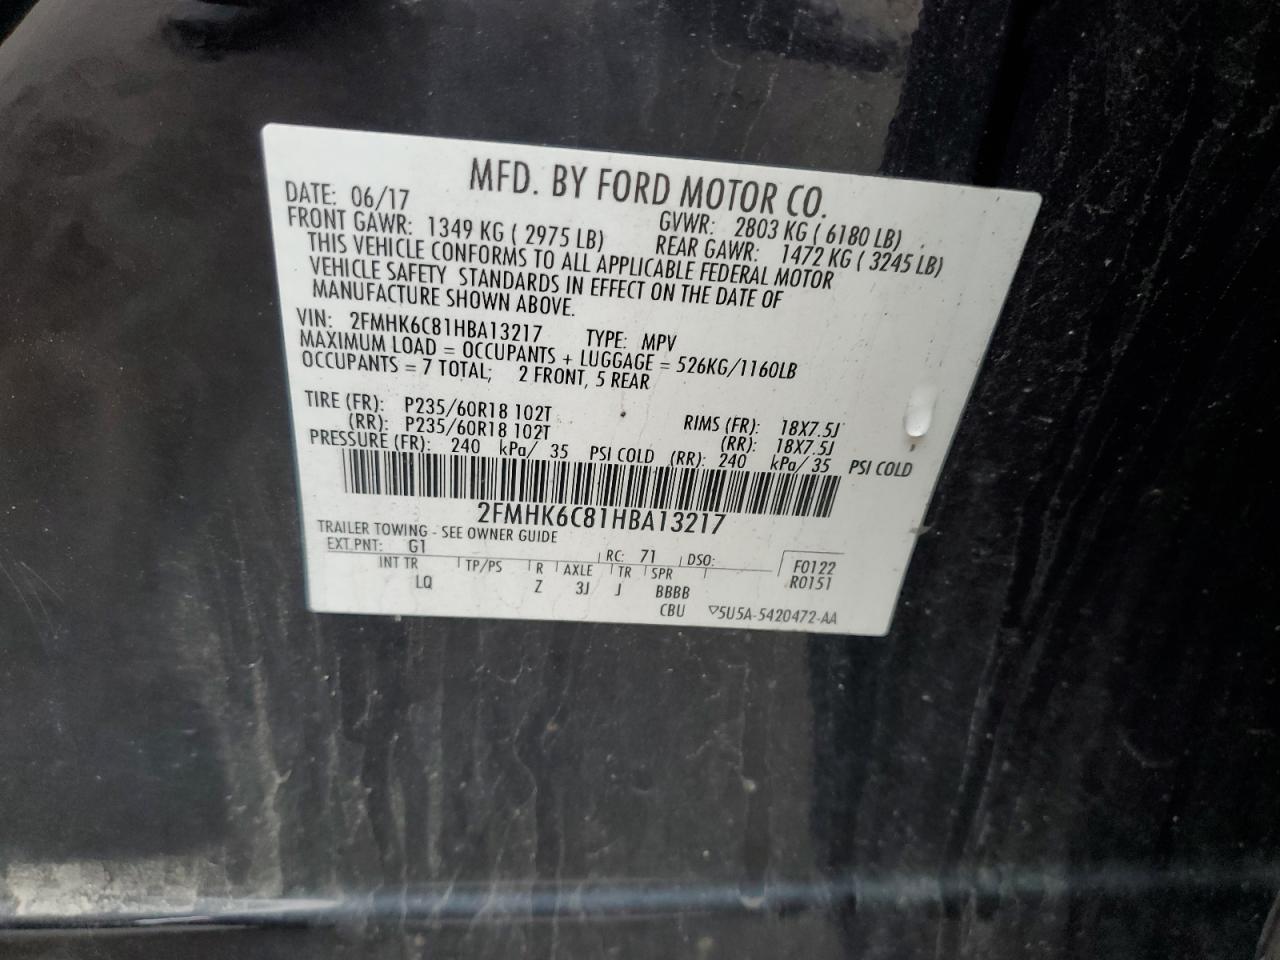 MFD. BY FORD MOTOR CO.
DATE: 06/17 GVWR: 2803 KG ( 6180 LB)
FRONT GAWR: 1349 KG ( 2975 LB) REAR GAWR: 1472 KG ( 3245 LB)
THIS VEHICLE CONFORMS TO ALL APPLICABLE FEDERAL MOTOR
VEHICLE SAFETY STANDARDS IN EFFECT ON THE DATE OF
MANUFACTURE SHOWN ABOVE.
VIN: 2FMHK6C81HBA13217 TYPE: MPV
MAXIMUM LOAD = OCCUPANTS + LUGGAGE = 526KG/1160LB
OCCUPANTS = 7 TOTAL; 2 FRONT, 5 REAR
TIRE (FR): P235/60R18 102T RIMS (FR): 18X7.5J
(RR): P235/60R18 102T (RR): 18X7.5J
PRESSURE (FR): 240 kPa/ 35 PSI COLD (RR): 240 kPa/ 35 PSI COLD
2FMHK6C81HBA13217
TRAILER TOWING - SEE OWNER GUIDE
EXT PNT: G1 RC: 71 DSO: F0122
INT TR TP/PS R AXLE TR SPR R0151
LQ Z 3J J BBBB
CBU ▽5U5A-5420472-AA